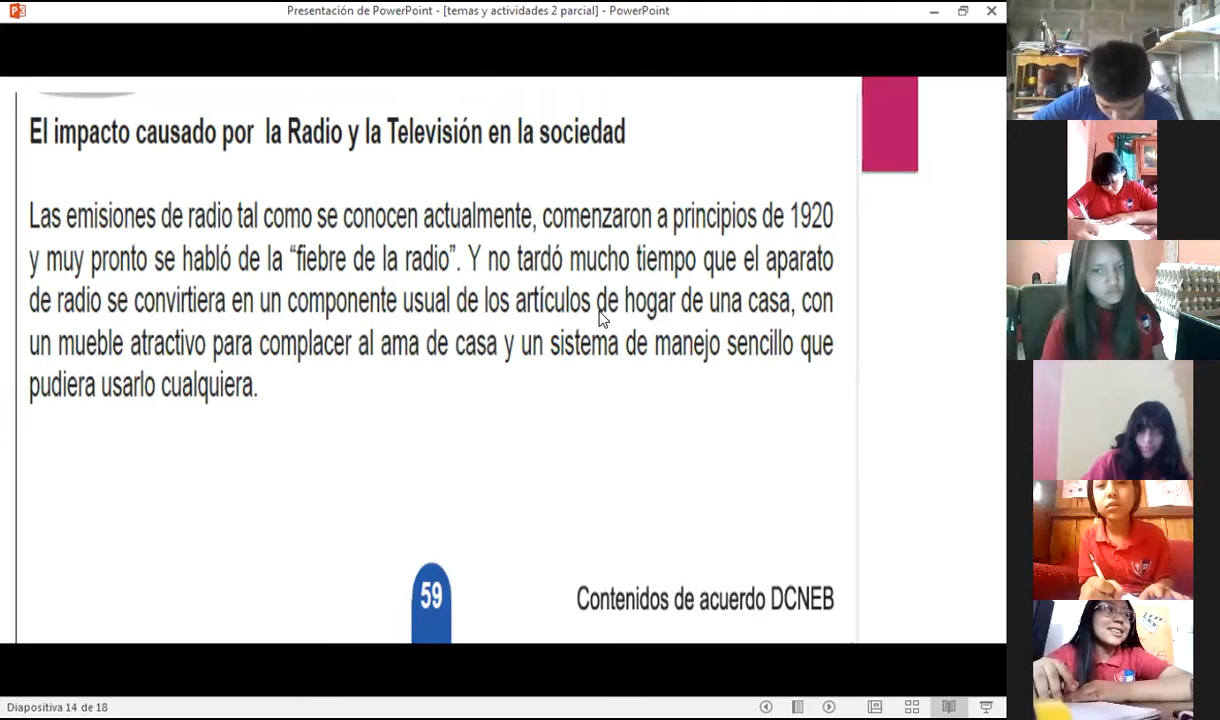 Presentación de PowerPoint - [temas y actividades 2 parcial] - PowerPoint
El impacto causado por la Radio y la Televisión en la sociedad
Las emisiones de radio tal como se conocen actualmente, comenzaron a principios de 1920
y muy pronto se habló de la “fiebre de la radio”. Y no tardó mucho tiempo que el aparato
de radio se convirtiera en un componente usual de los artículos de hogar de una casa, con
un mueble atractivo para complacer al ama de casa y un sistema de manejo sencillo que
pudiera usarlo cualquiera.
59
Contenidos de acuerdo DCNEB
Diapositiva 14 de 18